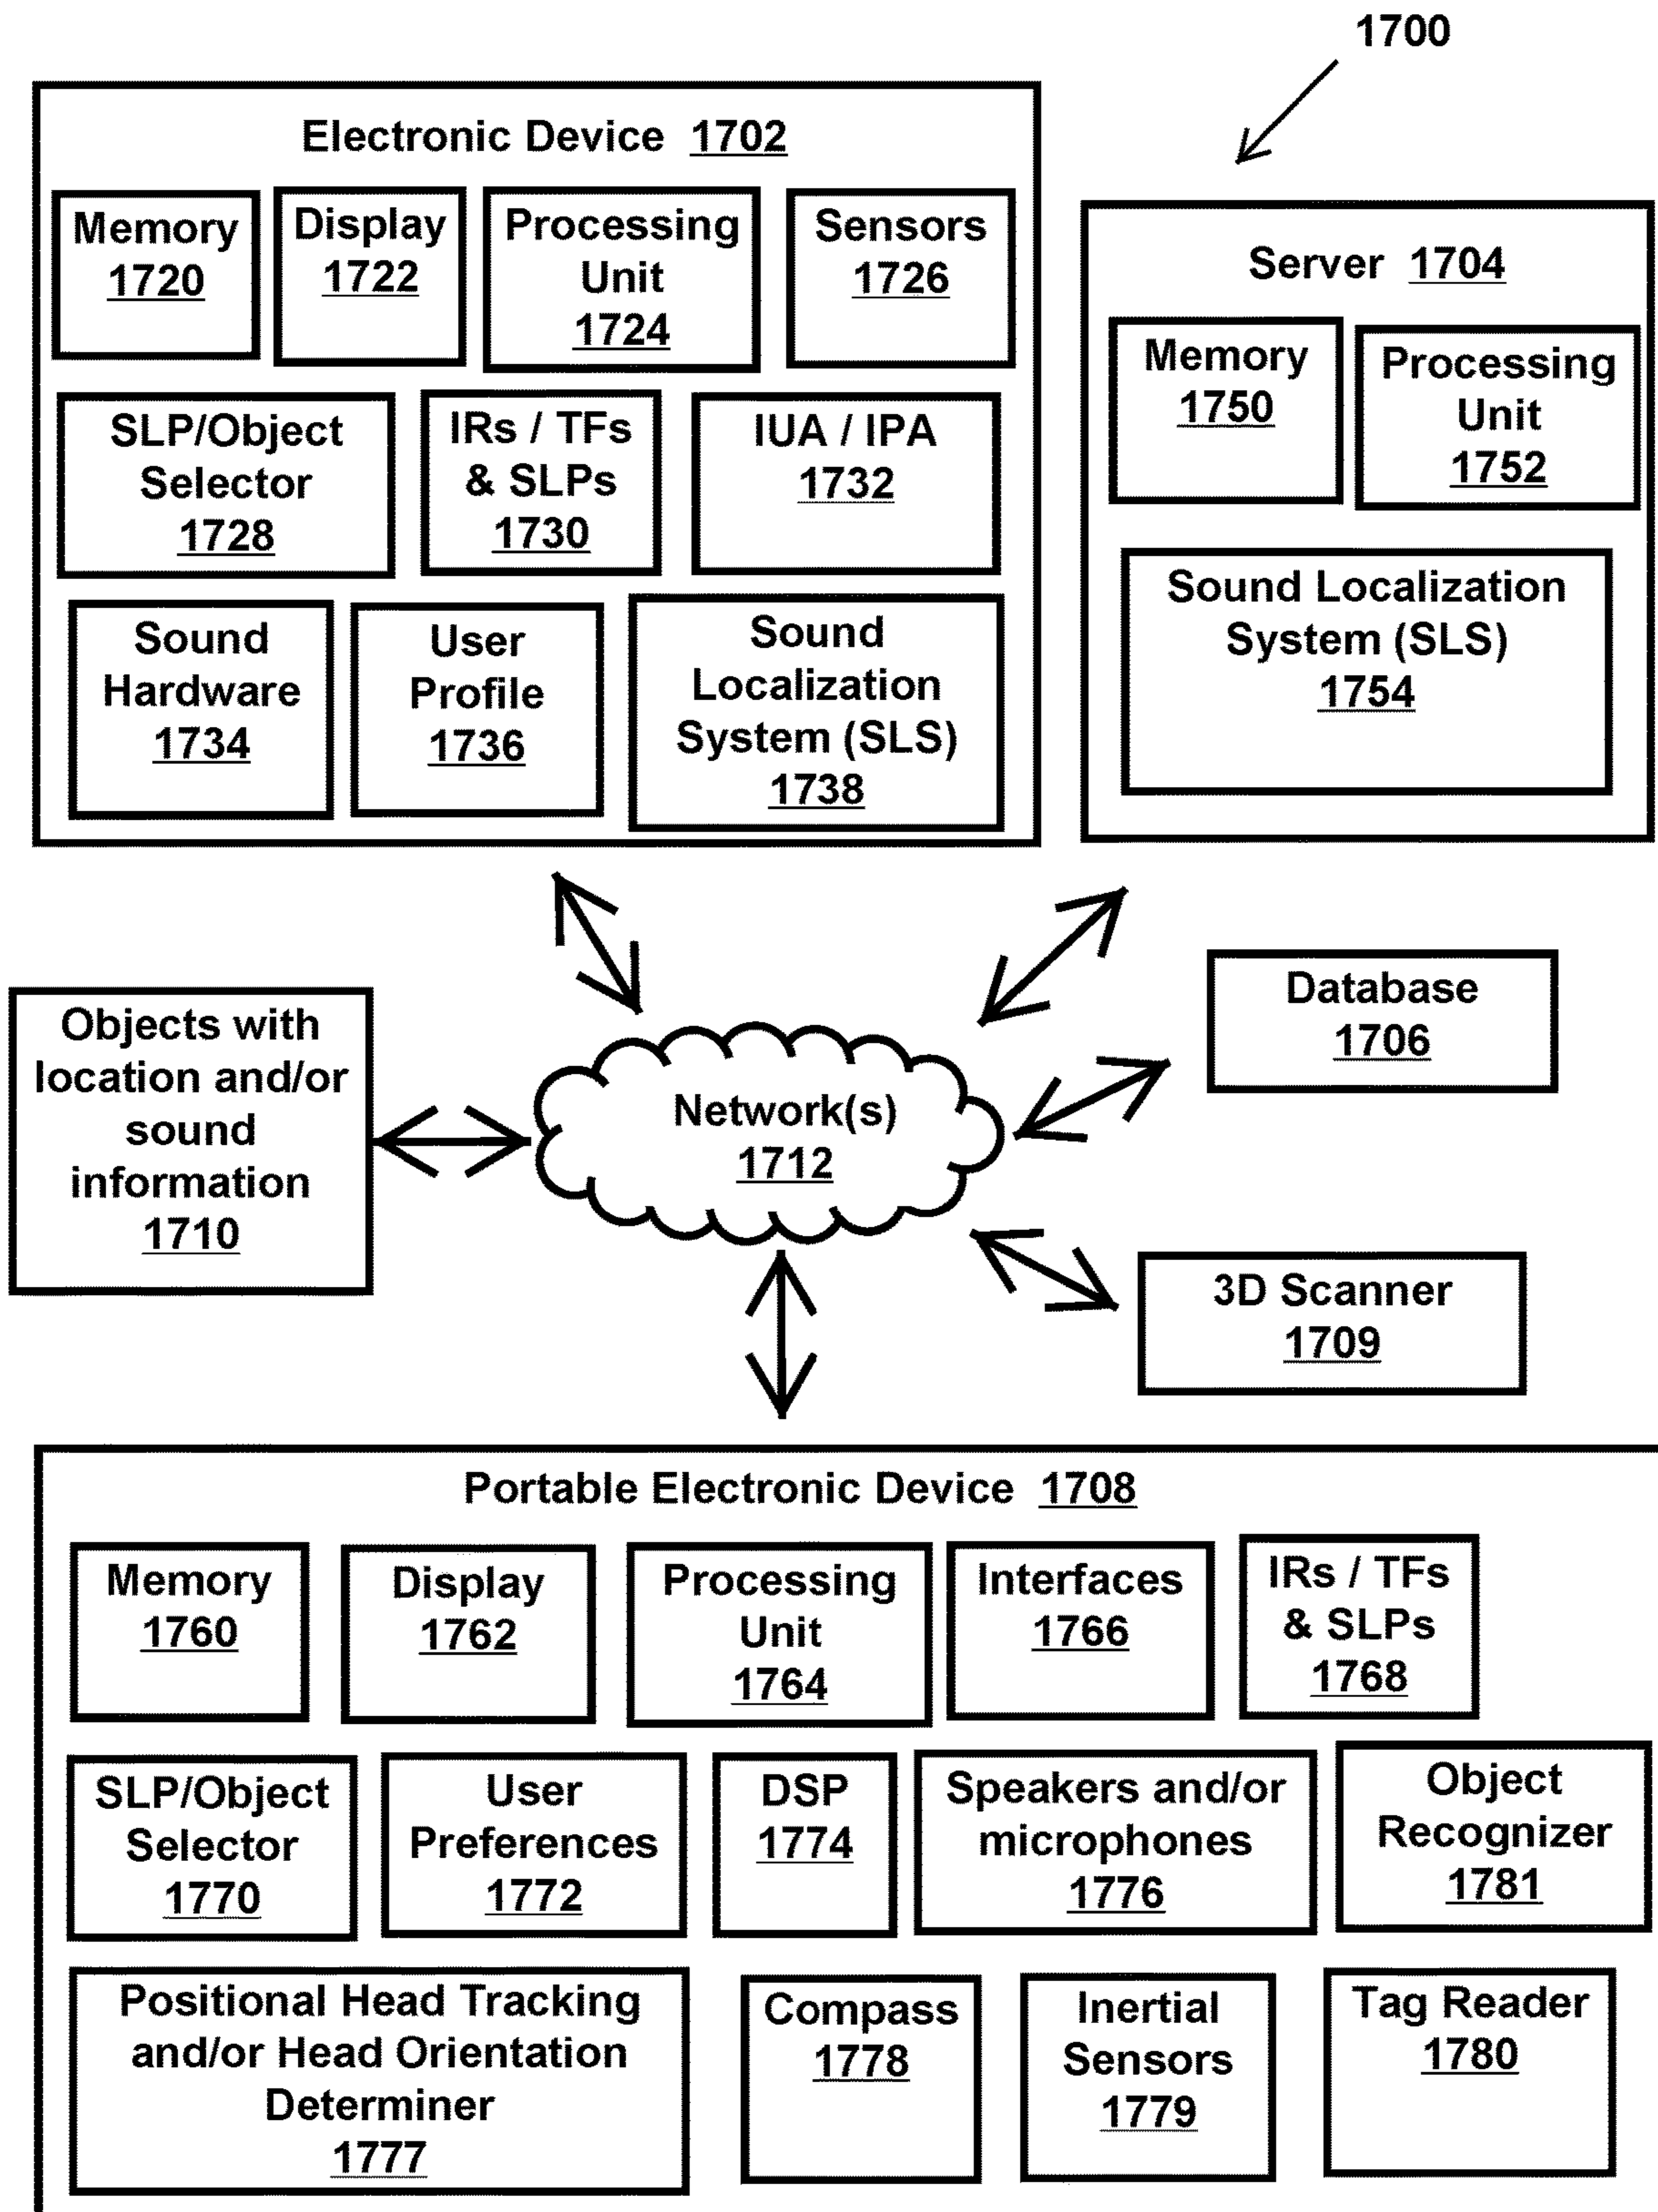 1700
Electronic Device 1702
Memory
1720
Display
1722
Processing
Unit
1724
Sensors
1726
SLP/Object
Selector
1728
IRs / TFs
& SLPs
1730
IUA / IPA
1732
Sound
Hardware
1734
User
Profile
1736
Sound
Localization
System (SLS)
1738
Server 1704
Memory
1750
Processing
Unit
1752
Sound Localization
System (SLS)
1754
Objects with
location and/or
sound
information
1710
Network(s)
1712
Database
1706
3D Scanner
1709
Portable Electronic Device 1708
Memory
1760
Display
1762
Processing
Unit
1764
Interfaces
1766
IRs / TFs
& SLPs
1768
SLP/Object
Selector
1770
User
Preferences
1772
DSP
1774
Speakers and/or
microphones
1776
Object
Recognizer
1781
Positional Head Tracking
and/or Head Orientation
Determiner
1777
Compass
1778
Inertial
Sensors
1779
Tag Reader
1780